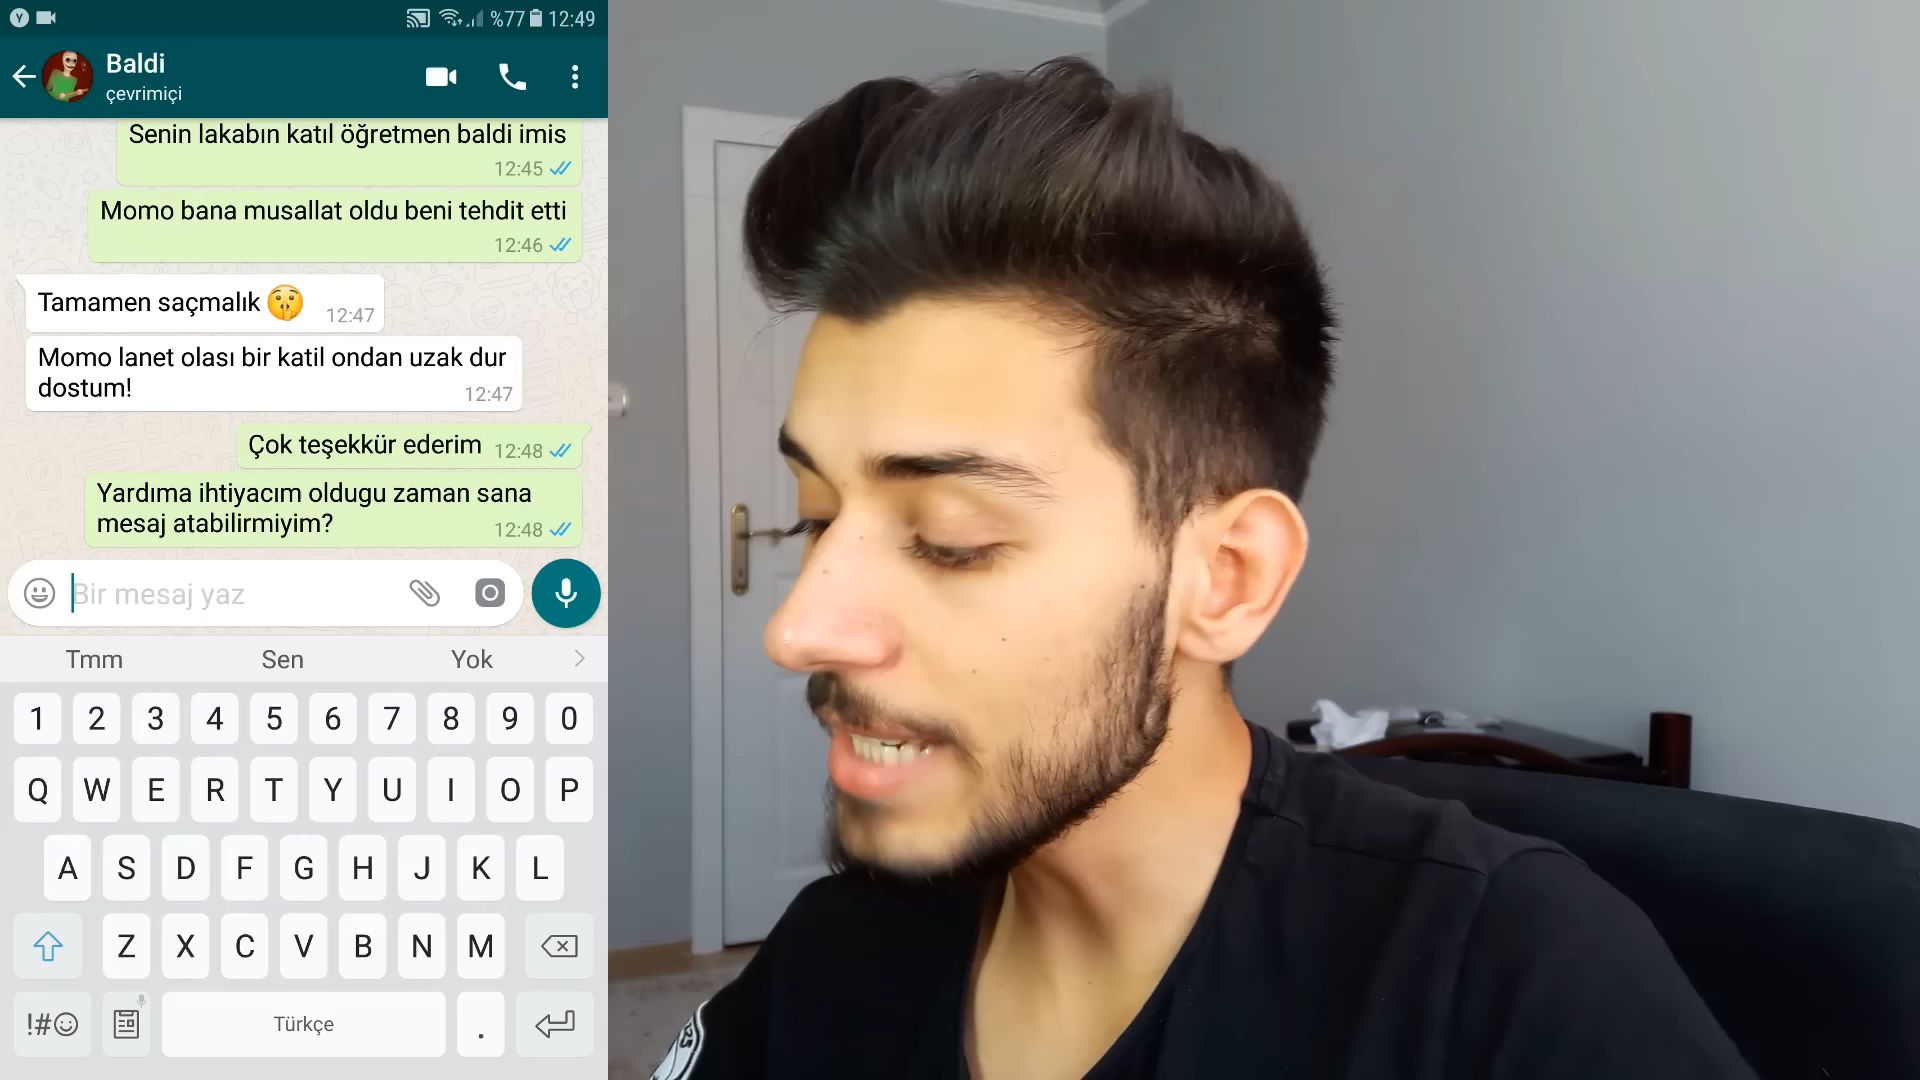 Y %77 12:49
Baldi
çevrimiçi
Senin lakabın katıl öğretmen baldi imis
12:45
Momo bana musallat oldu beni tehdit etti
12:46
Tamamen saçmalık 🤫 12:47
Momo lanet olası bir katil ondan uzak dur
dostum! 12:47
Çok teşekkür ederim 12:48
Yardıma ihtiyacım oldugu zaman sana
mesaj atabilirmiyim? 12:48
Bir mesaj yaz
Tmm Sen Yok
1 2 3 4 5 6 7 8 9 0
Q W E R T Y U I O P
A S D F G H J K L
Z X C V B N M
!#☺ Türkçe .